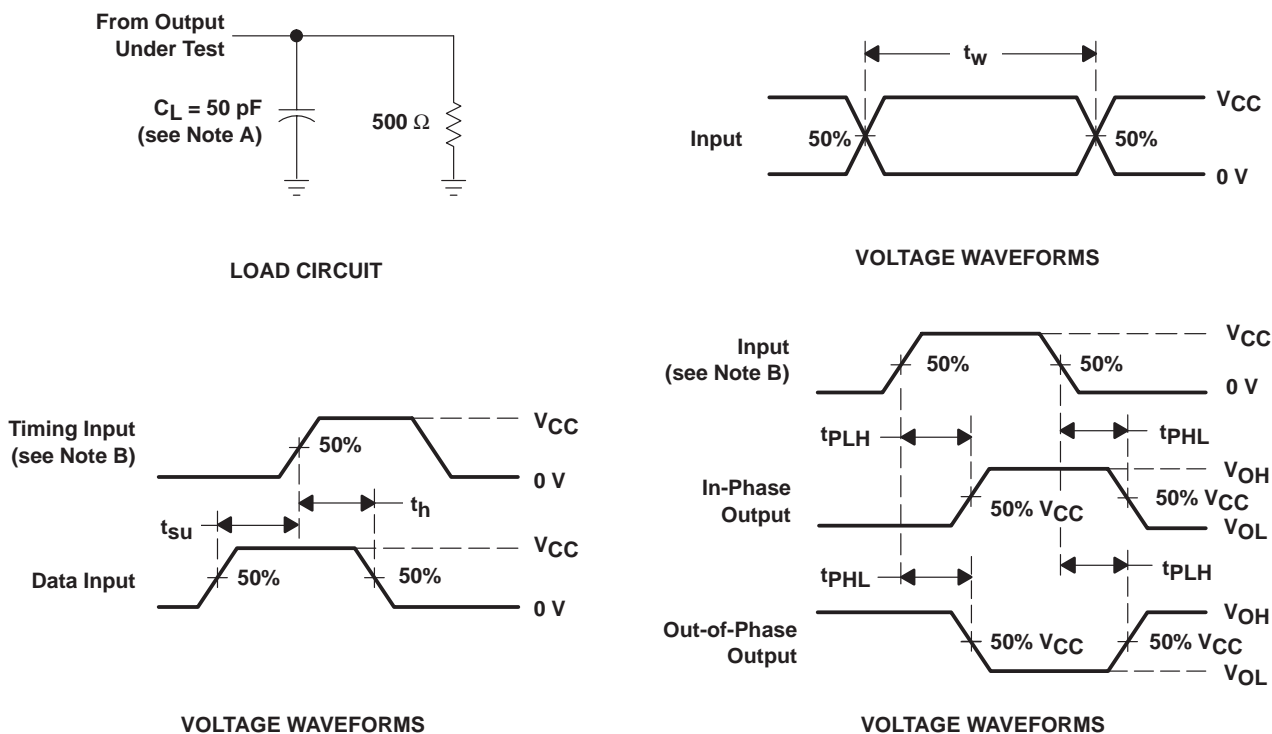 From Output
Under Test
CL = 50 pF
(see Note A)
500 Ω
LOAD CIRCUIT
tw
Input
50%
50%
VCC
0 V
VOLTAGE WAVEFORMS
Timing Input
(see Note B)
50%
VCC
0 V
th
tsu
Data Input
50%
50%
VCC
0 V
VOLTAGE WAVEFORMS
Input
(see Note B)
50%
50%
VCC
0 V
tPLH
tPHL
In-Phase
Output
50% VCC
VOH
50% VCC
VOL
tPHL
tPLH
Out-of-Phase
Output
50% VCC
VOH
50% VCC
VOL
VOLTAGE WAVEFORMS